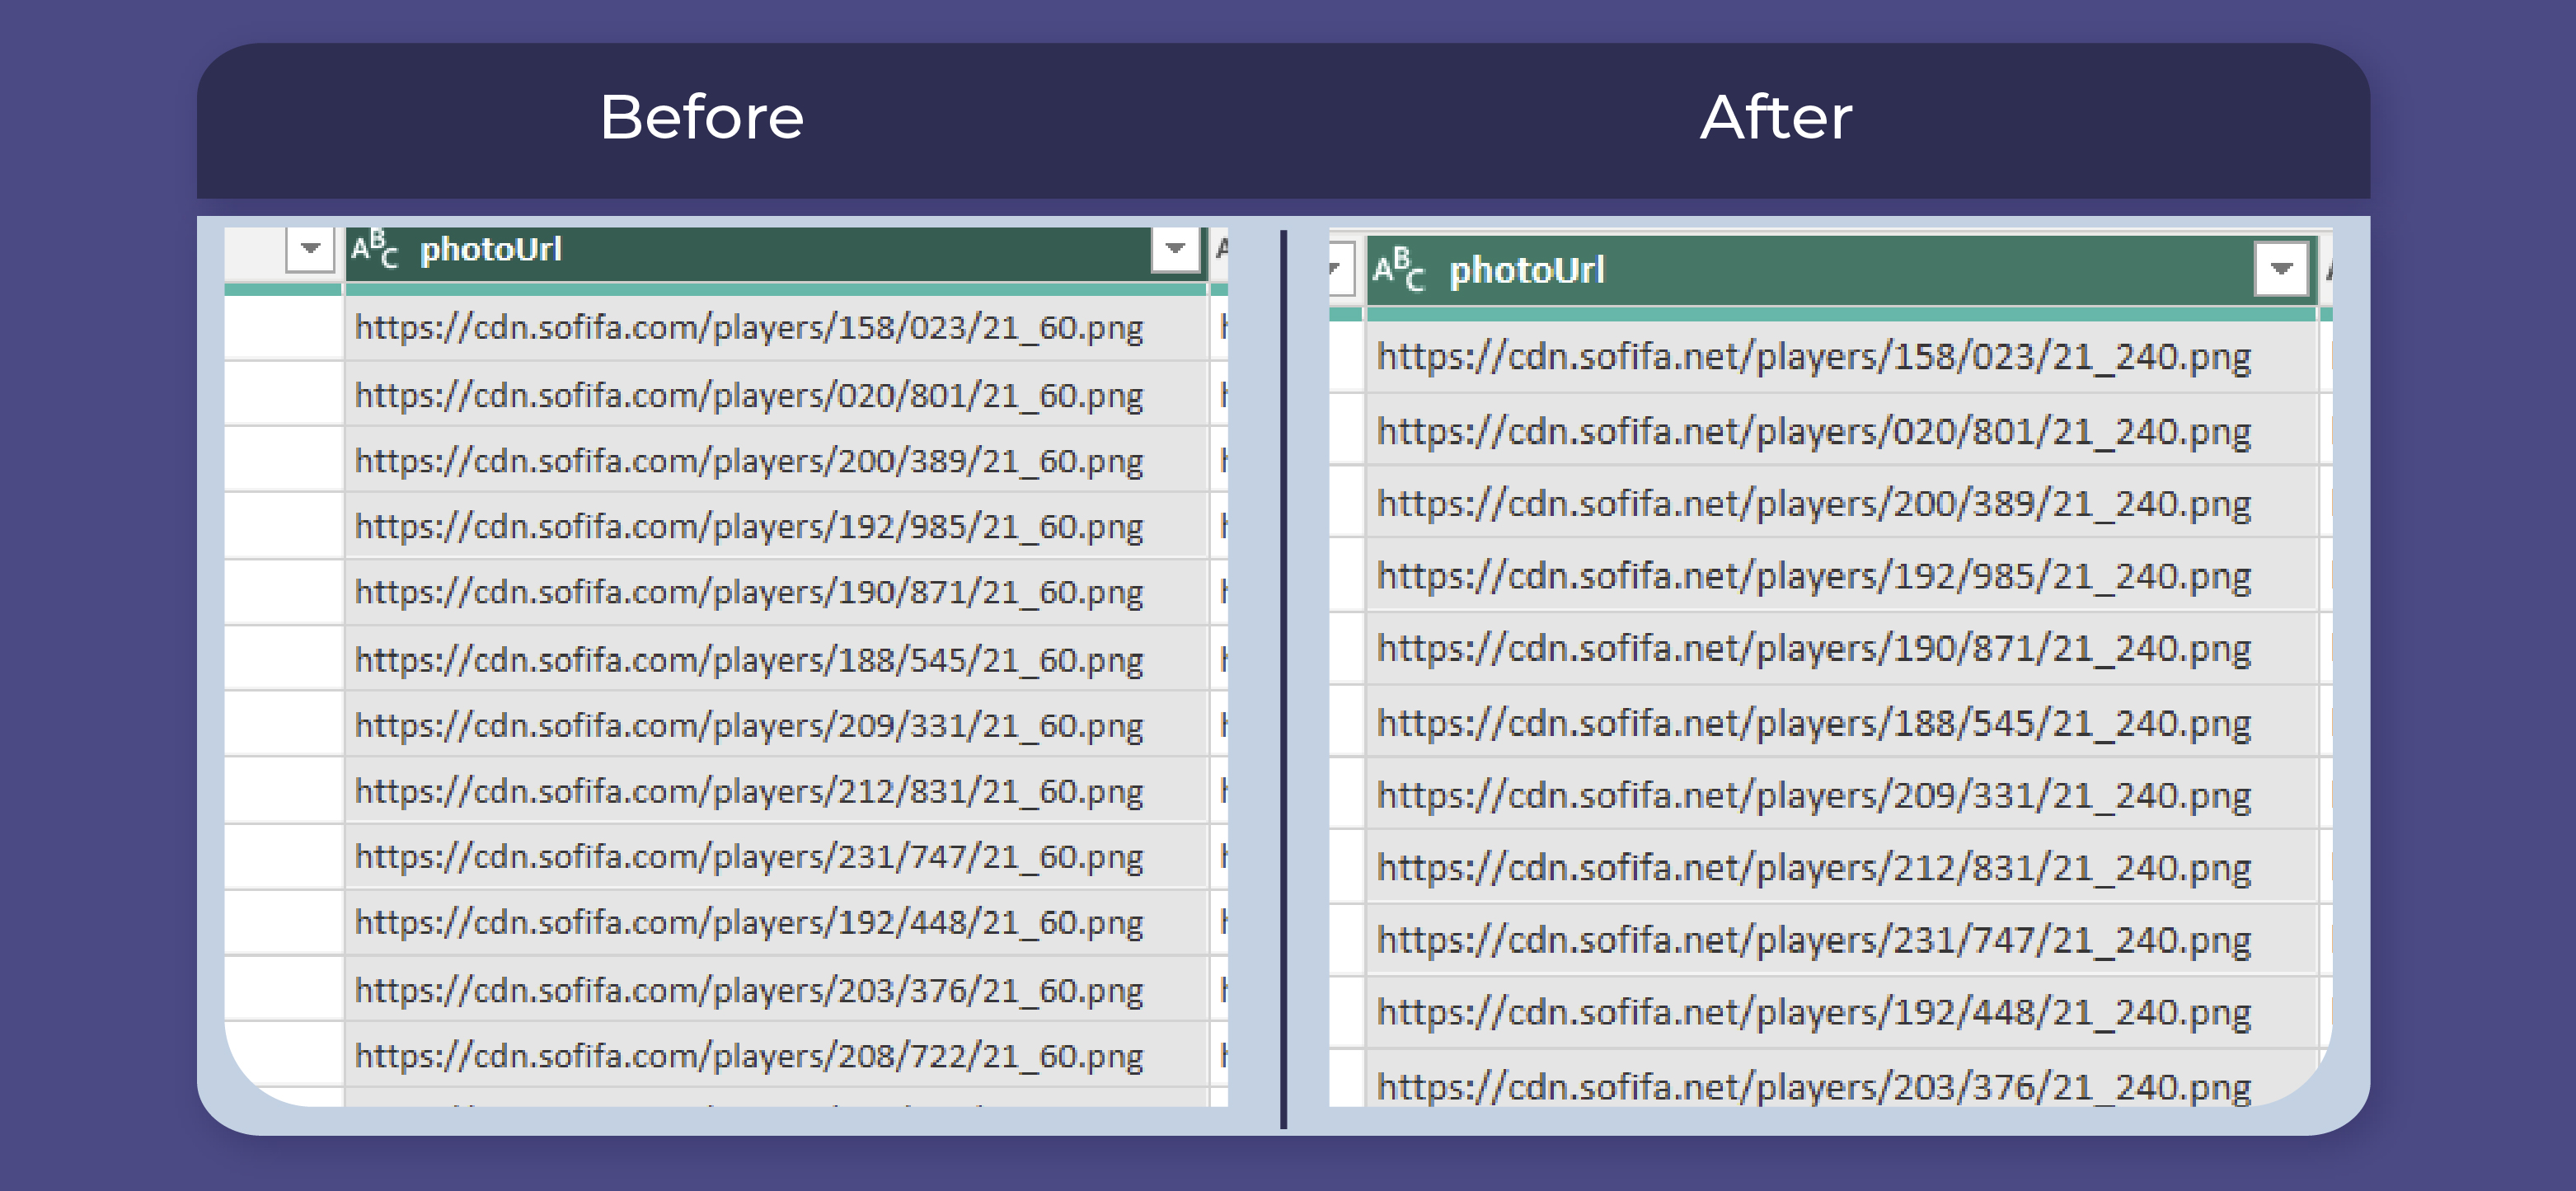 Before
After
ABC photoUrl
https://cdn.sofifa.com/players/158/023/21_60.png
https://cdn.sofifa.com/players/020/801/21_60.png
https://cdn.sofifa.com/players/200/389/21_60.png
https://cdn.sofifa.com/players/192/985/21_60.png
https://cdn.sofifa.com/players/190/871/21_60.png
https://cdn.sofifa.com/players/188/545/21_60.png
https://cdn.sofifa.com/players/209/331/21_60.png
https://cdn.sofifa.com/players/212/831/21_60.png
https://cdn.sofifa.com/players/231/747/21_60.png
https://cdn.sofifa.com/players/192/448/21_60.png
https://cdn.sofifa.com/players/203/376/21_60.png
https://cdn.sofifa.com/players/208/722/21_60.png
ABC photoUrl
https://cdn.sofifa.net/players/158/023/21_240.png
https://cdn.sofifa.net/players/020/801/21_240.png
https://cdn.sofifa.net/players/200/389/21_240.png
https://cdn.sofifa.net/players/192/985/21_240.png
https://cdn.sofifa.net/players/190/871/21_240.png
https://cdn.sofifa.net/players/188/545/21_240.png
https://cdn.sofifa.net/players/209/331/21_240.png
https://cdn.sofifa.net/players/212/831/21_240.png
https://cdn.sofifa.net/players/231/747/21_240.png
https://cdn.sofifa.net/players/192/448/21_240.png
https://cdn.sofifa.net/players/203/376/21_240.png